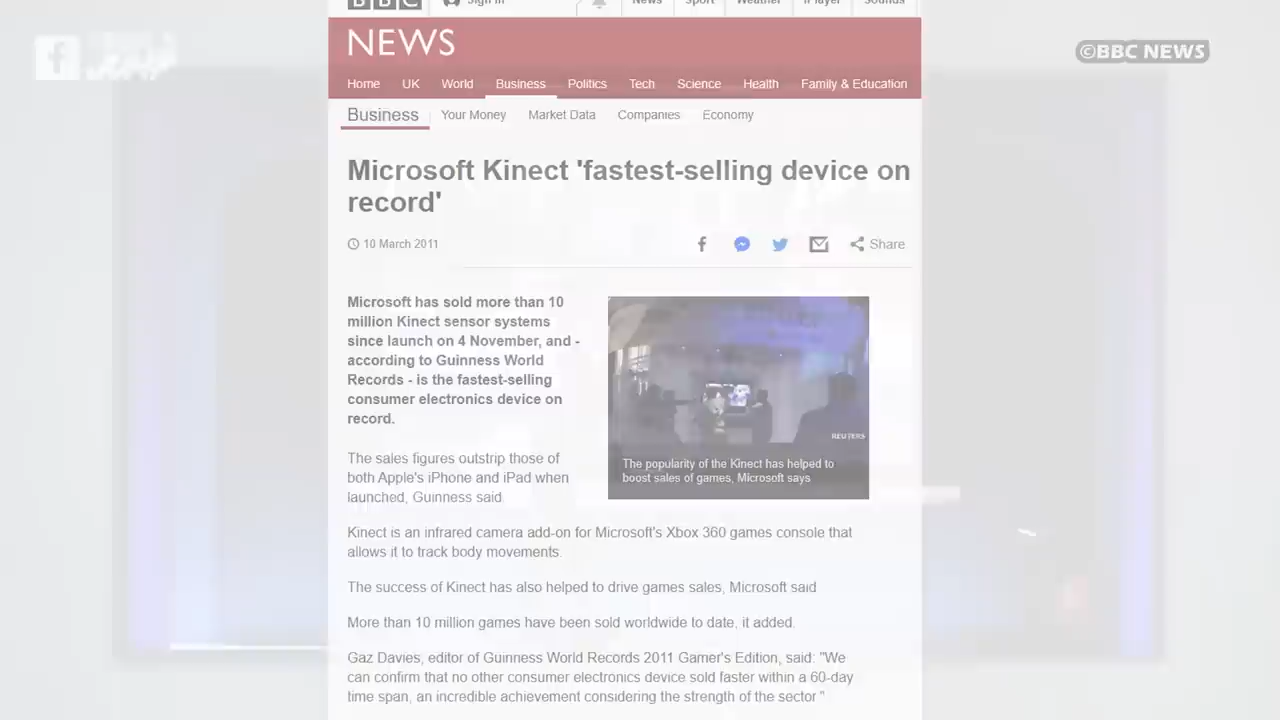 BBC
Sign in
News
Sport
Weather
iPlayer
Sounds
NEWS
©BBC NEWS
Home UK World Business Politics Tech Science Health Family & Education
Business Your Money Market Data Companies Economy
Microsoft Kinect 'fastest-selling device on
record'
10 March 2011
Share
Microsoft has sold more than 10
million Kinect sensor systems
since launch on 4 November, and -
according to Guinness World
Records - is the fastest-selling
consumer electronics device on
record.
REUTERS
The popularity of the Kinect has helped to
boost sales of games, Microsoft says
The sales figures outstrip those of
both Apple's iPhone and iPad when
launched, Guinness said.
Kinect is an infrared camera add-on for Microsoft's Xbox 360 games console that
allows it to track body movements.
The success of Kinect has also helped to drive games sales, Microsoft said
More than 10 million games have been sold worldwide to date, it added.
Gaz Davies, editor of Guinness World Records 2011 Gamer's Edition, said: "We
can confirm that no other consumer electronics device sold faster within a 60-day
time span, an incredible achievement considering the strength of the sector."